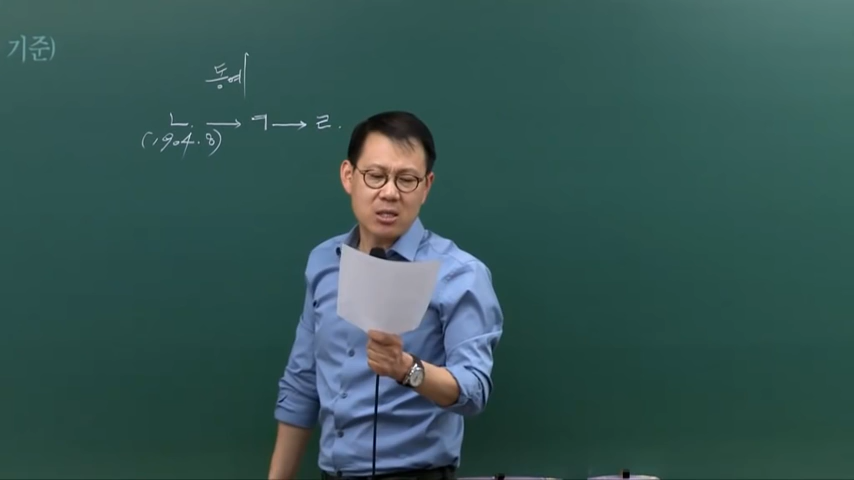 기준)
동예
ㄴ. → ㄱ → ㄹ.
(1904.8)